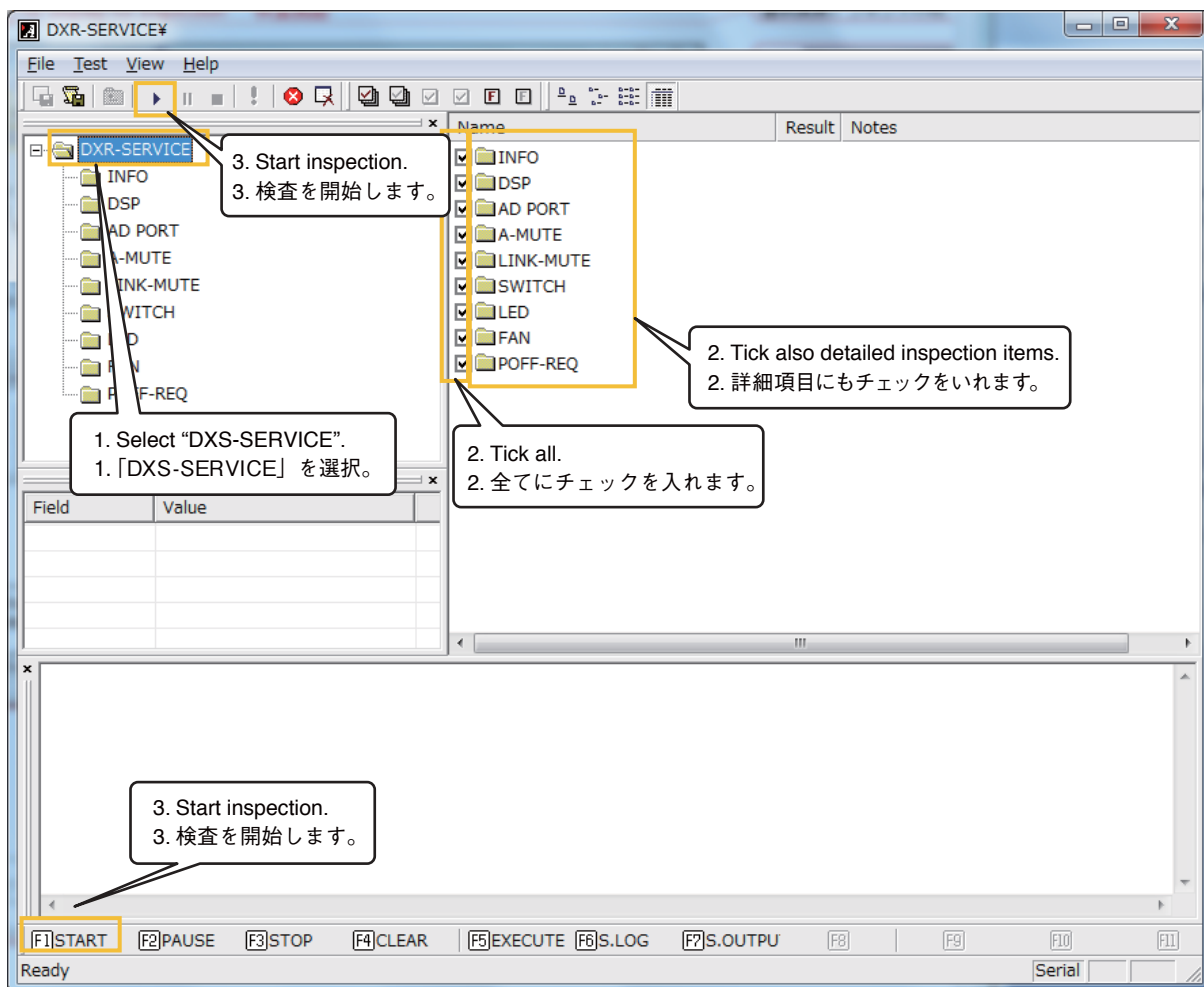 DXR-SERVICE¥
File Test View Help
Name Result Notes
DXR-SERVICE
INFO
DSP
AD PORT
A-MUTE
LINK-MUTE
SWITCH
LED
FAN
POFF-REQ
3. Start inspection.
3. 検査を開始します。
INFO
DSP
AD PORT
A-MUTE
LINK-MUTE
SWITCH
LED
FAN
POFF-REQ
2. Tick also detailed inspection items.
2. 詳細項目にもチェックをいれます。
1. Select “DXS-SERVICE”.
1.「DXS-SERVICE」を選択。
2. Tick all.
2. 全てにチェックを入れます。
Field Value
3. Start inspection.
3. 検査を開始します。
F1 START F2 PAUSE F3 STOP F4 CLEAR F5 EXECUTE F6 S.LOG F7 S.OUTPU F8 F9 F10 F11
Ready Serial